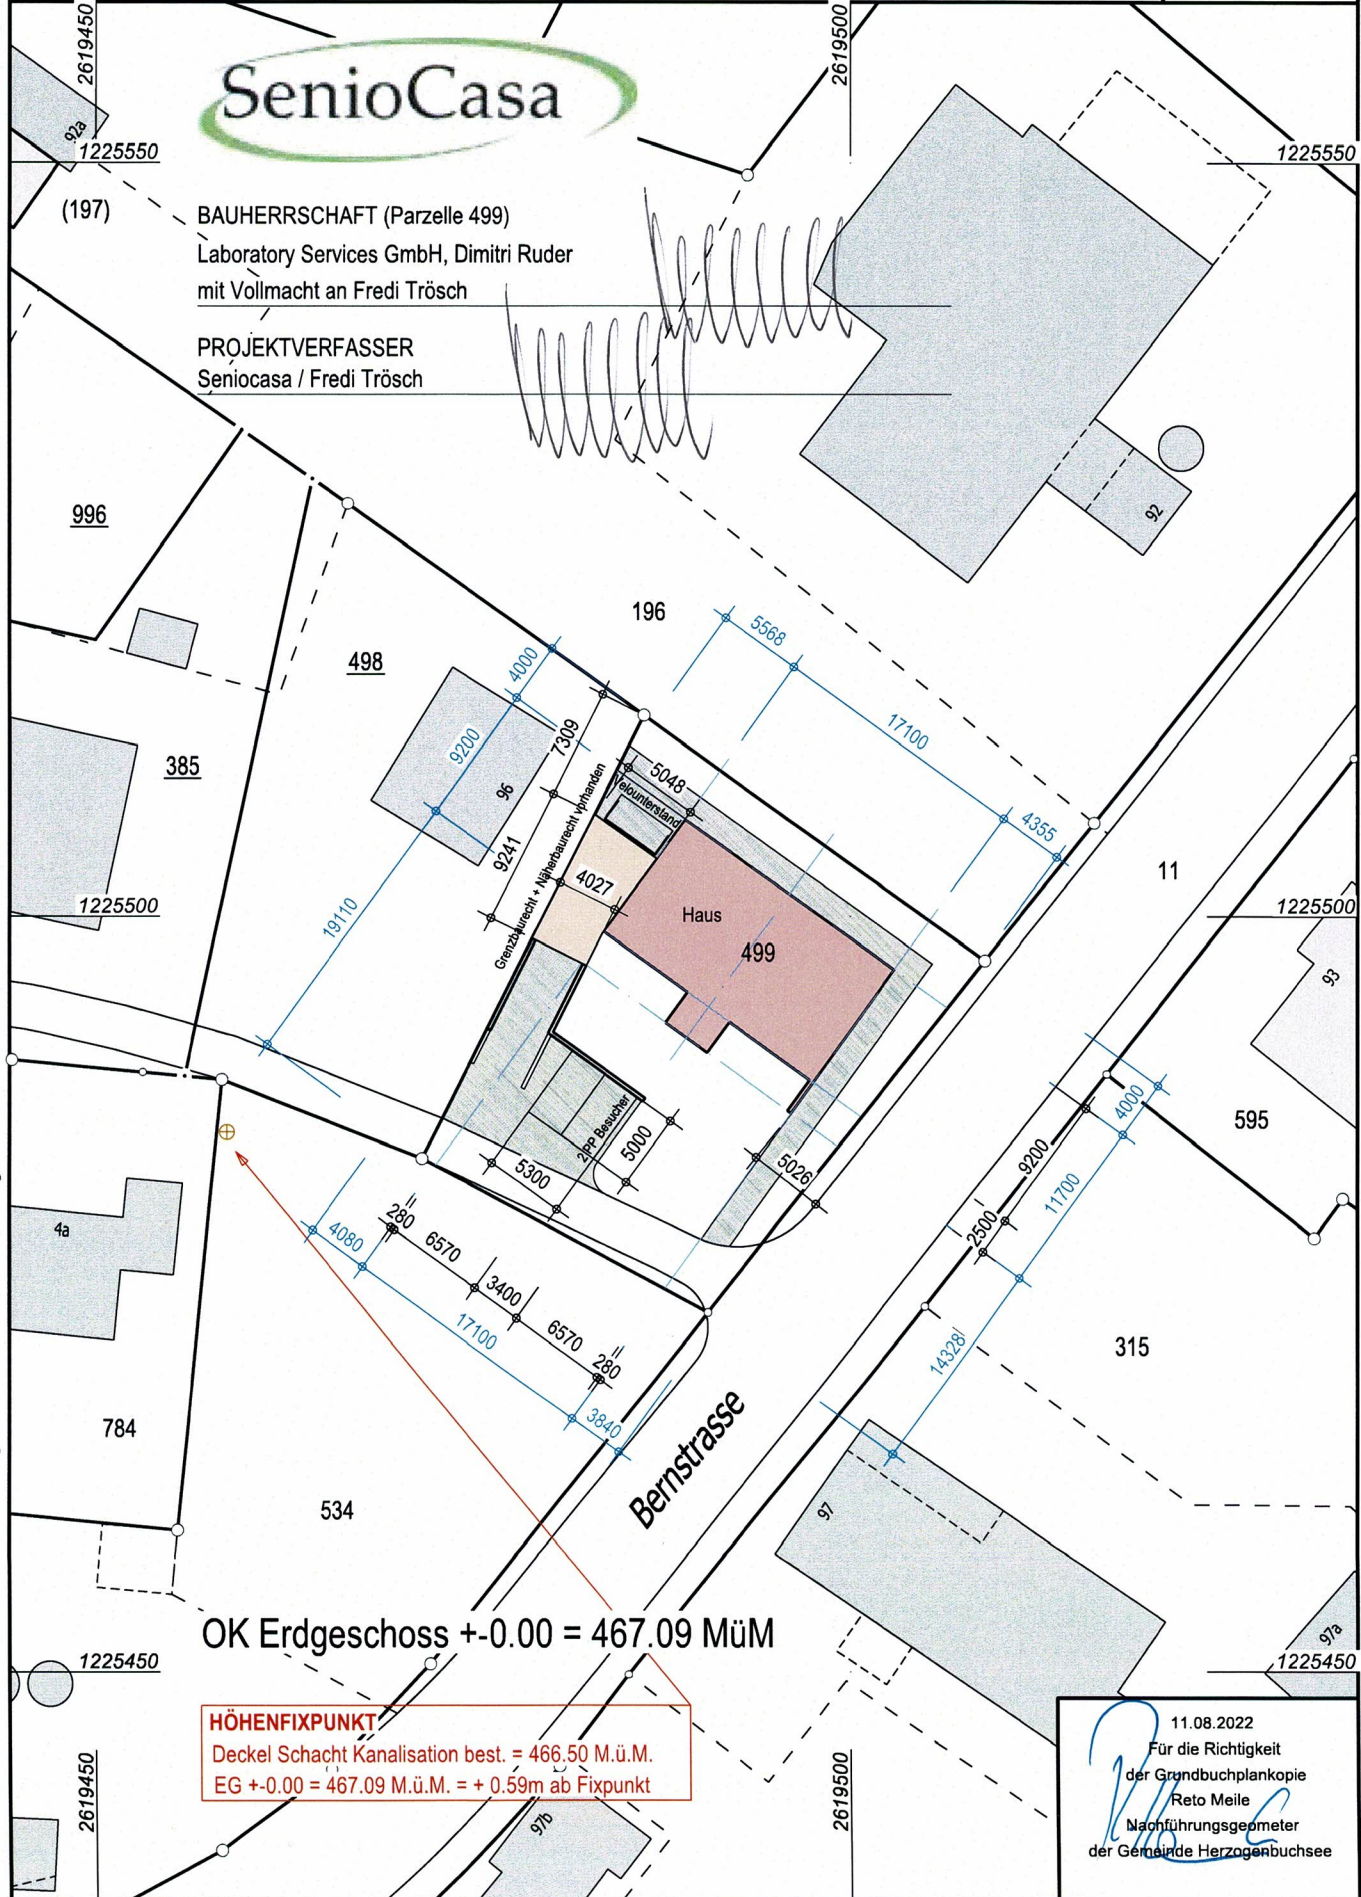 2619450
2619500
SenioCasa
92a
1225550
1225550
(197)
BAUHERRSCHAFT (Parzelle 499)
Laboratory Services GmbH, Dimitri Ruder
mit Vollmacht an Fredi Trösch
PROJEKTVERFASSER
Seniocasa / Fredi Trösch
996
92
196
498
5568
4000
17100
7309
9200
385
5048
Velounterstand
96
4355
9241
Grenzbaurecht + Näherbaurecht vorhanden
4027
11
1225500
Haus
1225500
19110
499
93
4000
595
2 PP Besucher
5000
9200
5300
5026
11700
4a
280
4080
6570
2500
3400
17100
6570
280
14328
315
3840
784
Bernstrasse
534
97
OK Erdgeschoss +-0.00 = 467.09 MüM
97a
1225450
1225450
HÖHENFIXPUNKT
Deckel Schacht Kanalisation best. = 466.50 M.ü.M.
EG +-0.00 = 467.09 M.ü.M. = + 0.59m ab Fixpunkt
2619450
97b
2619500
11.08.2022
Für die Richtigkeit
der Grundbuchplankopie
Reto Meile
Nachführungsgeometer
der Gemeinde Herzogenbuchsee